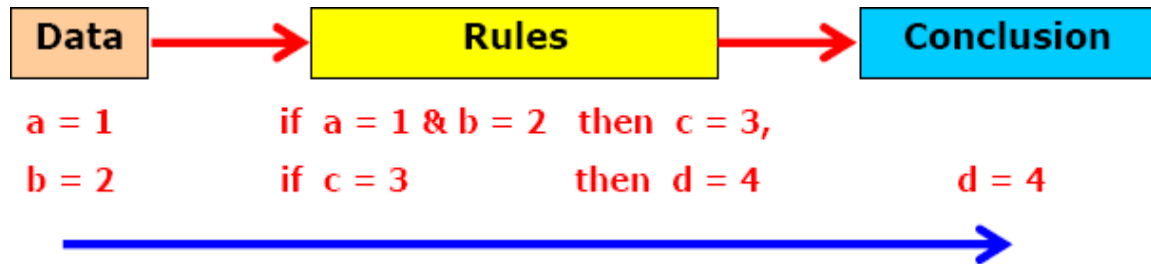 Data Rules Conclusion
a = 1 if a = 1 & b = 2 then c = 3,
b = 2 if c = 3 then d = 4 d = 4